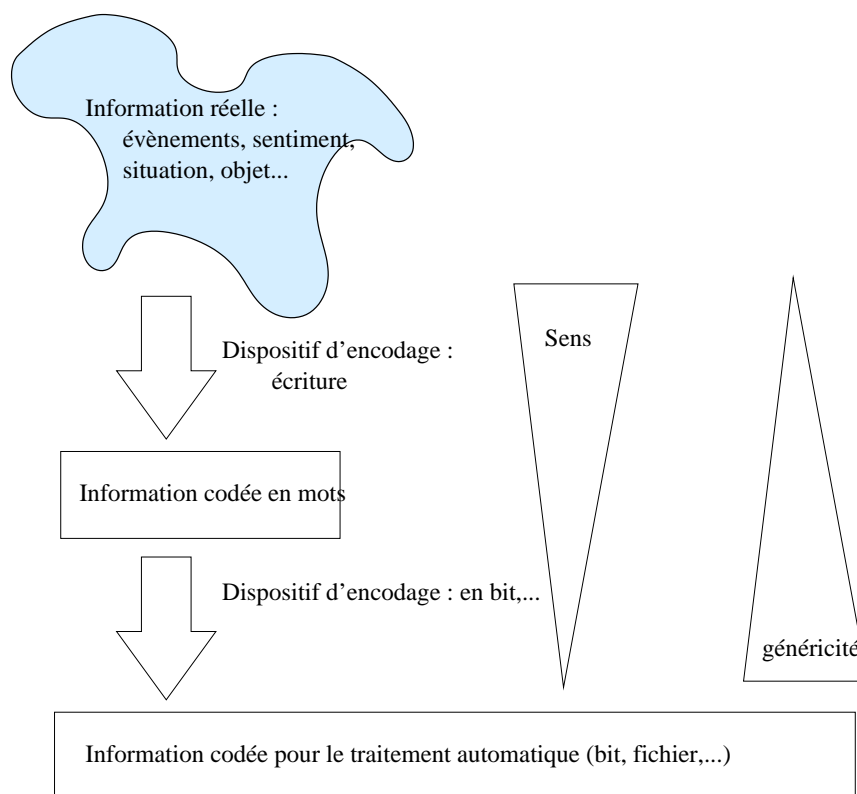 Information réelle :
évènements, sentiment,
situation, objet...
Dispositif d'encodage :
écriture
Sens
Information codée en mots
Dispositif d'encodage : en bit,...
généricité
Information codée pour le traitement automatique (bit, fichier,...)